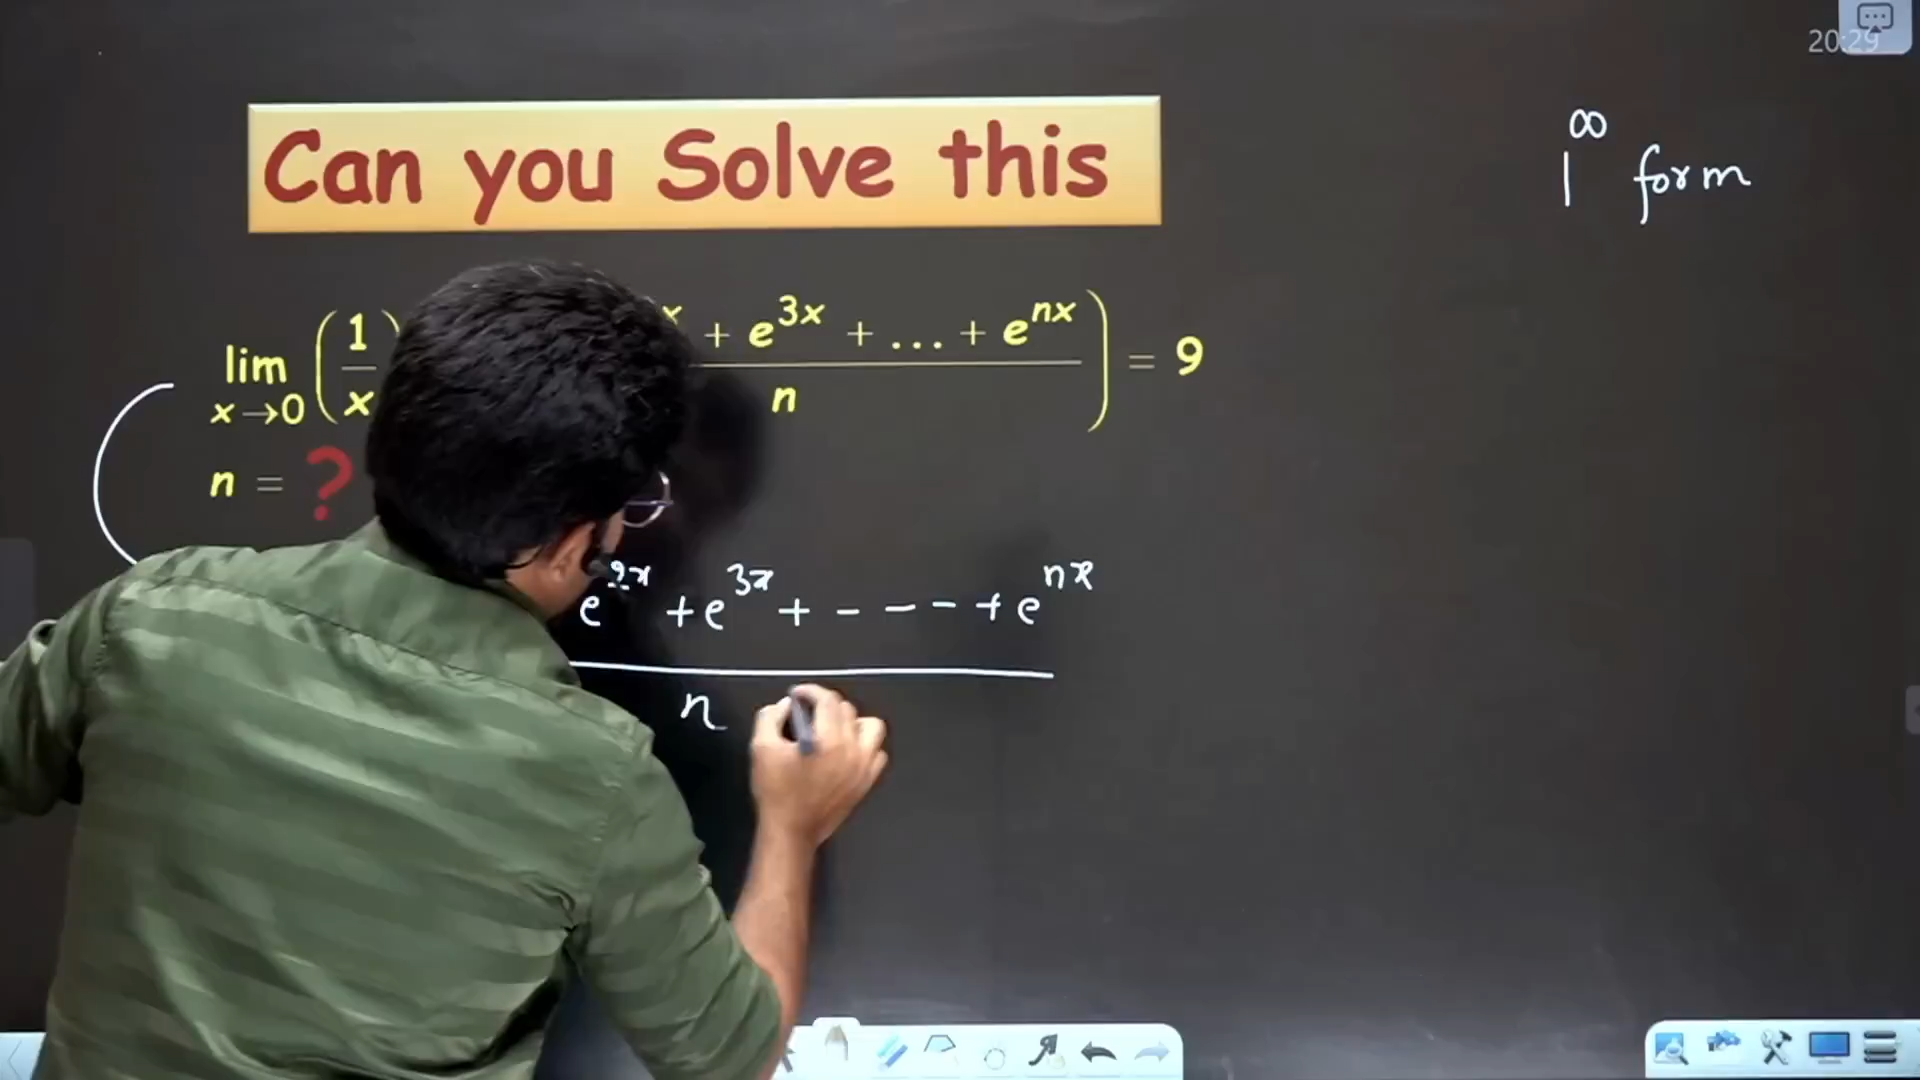 20:29
Can you Solve this
1^∞ form
lim x→0 (1/x x + e^3x + ... + e^nx / n) = 9
n = ?
e^2x + e^3x + - - - + e^nx
n